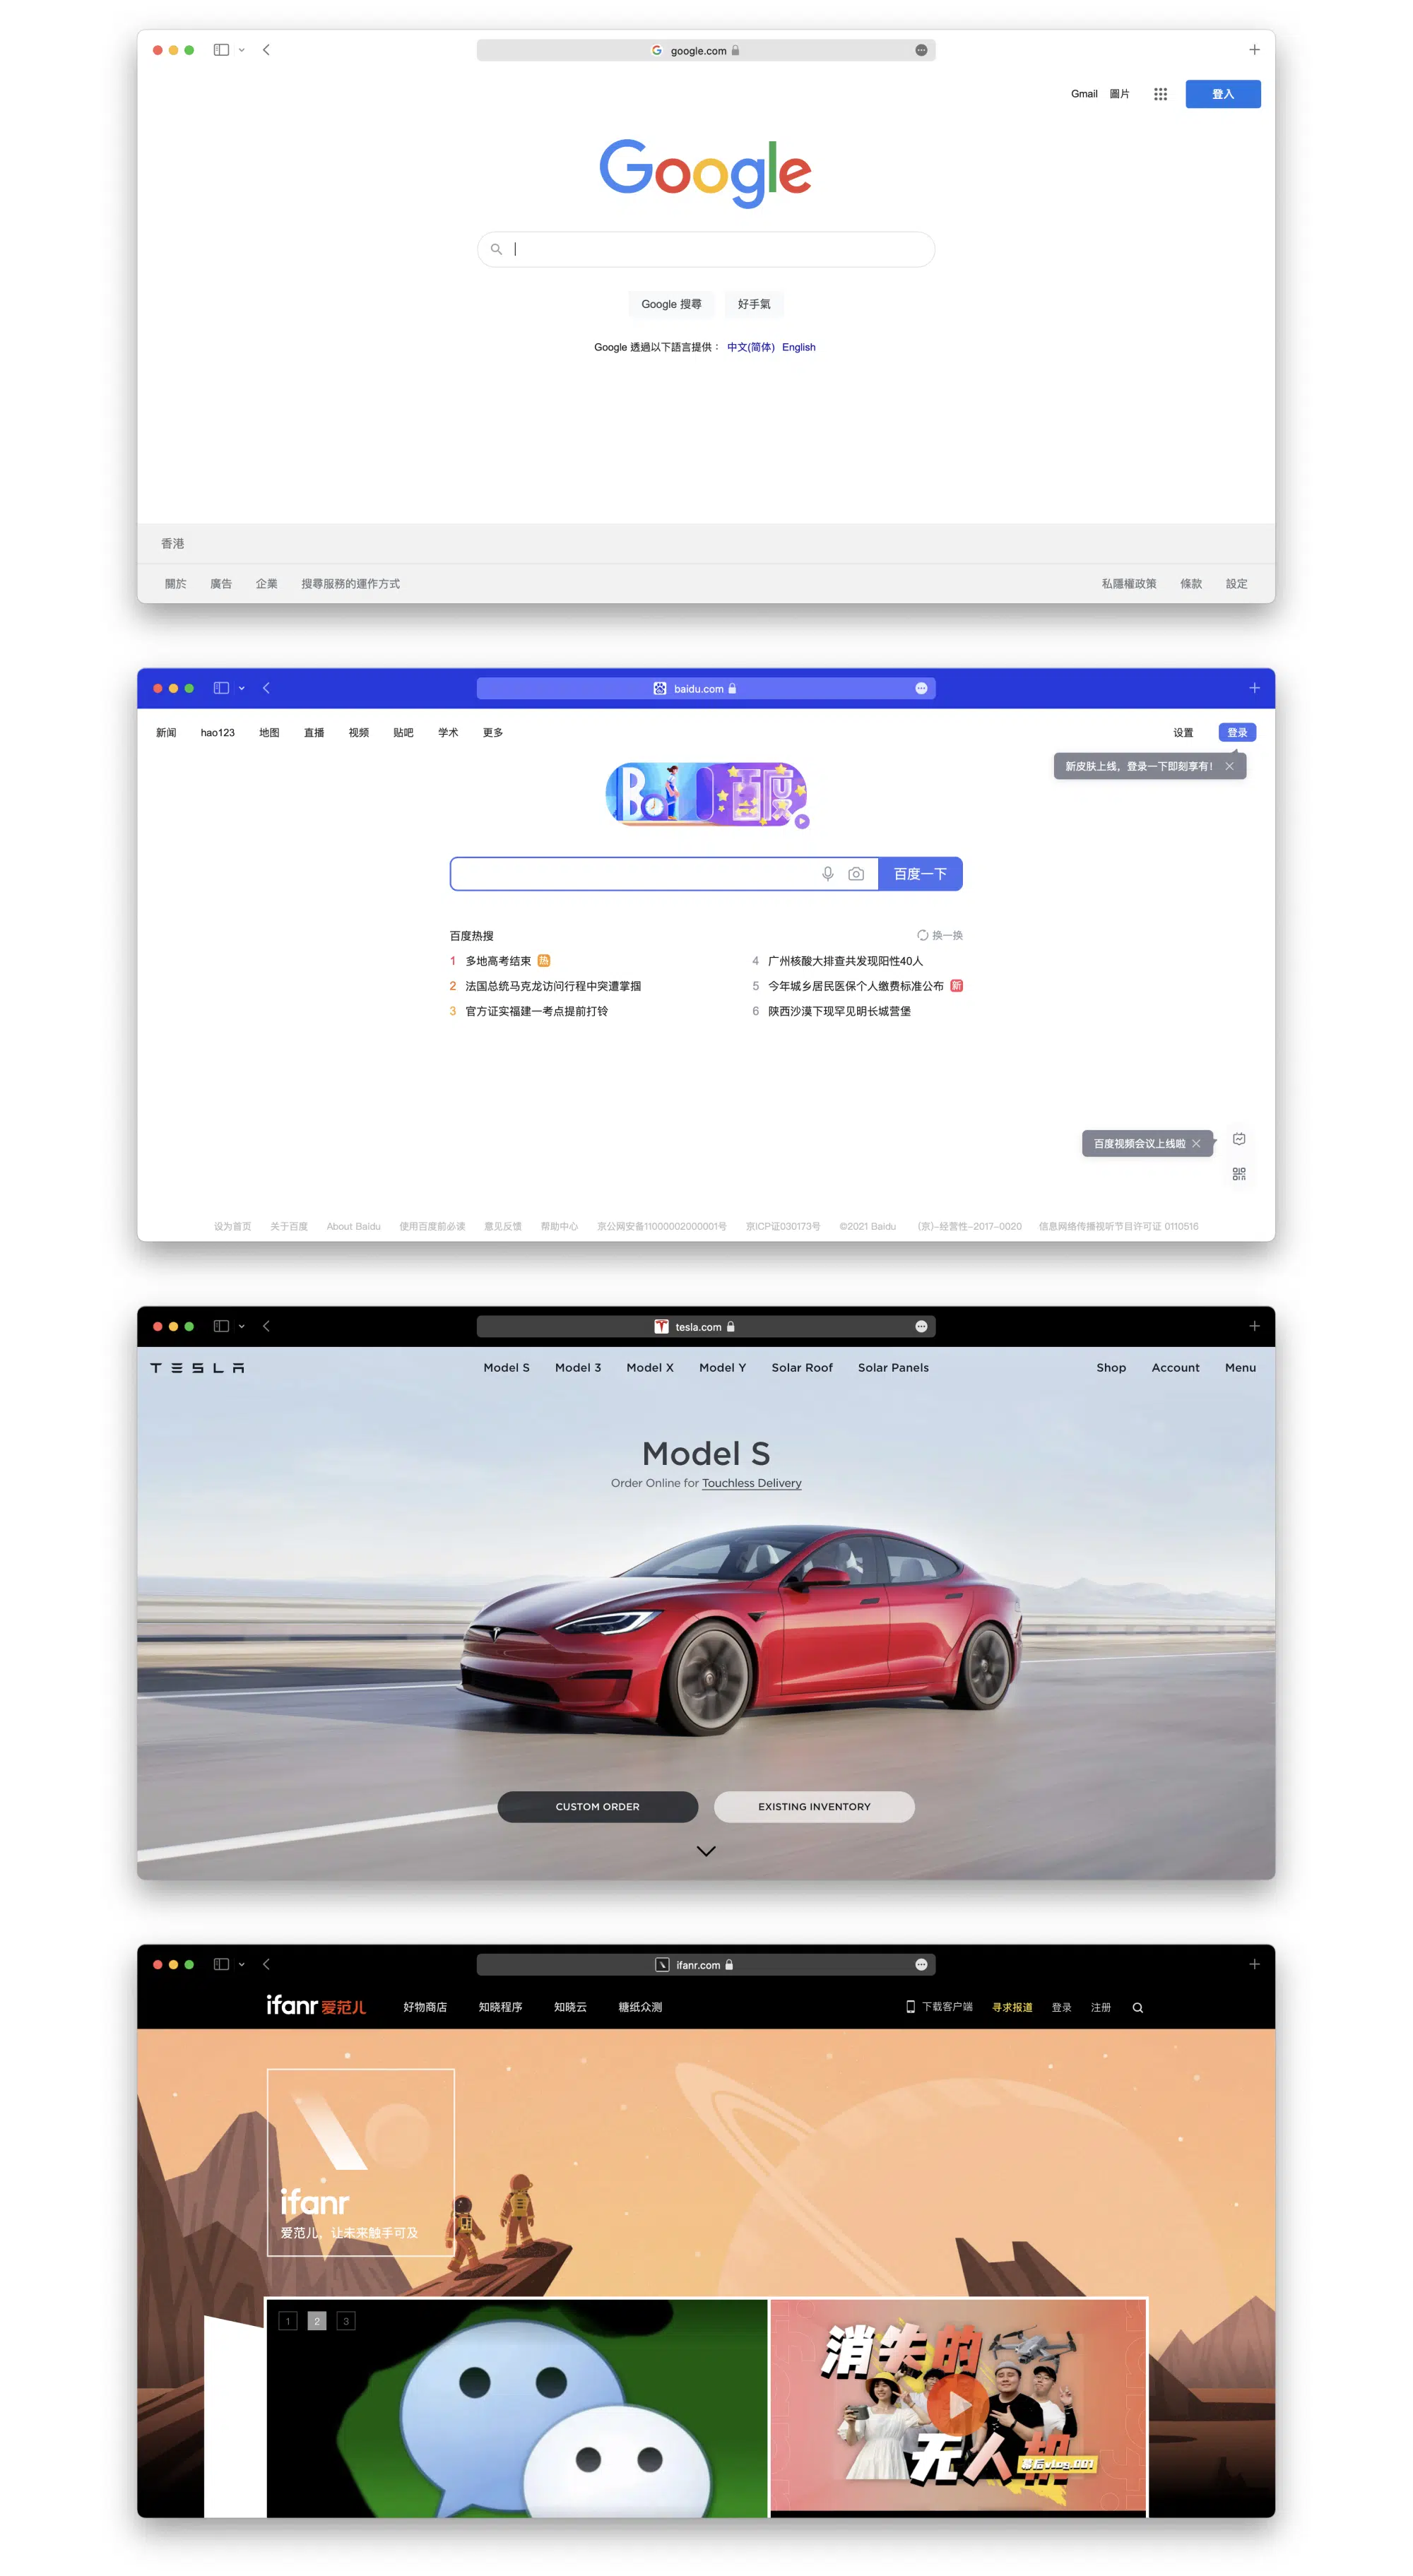 google.com
Gmail 圖片 登入
Google
Google 搜尋 好手氣
Google 透過以下語言提供： 中文(简体) English
香港
關於 廣告 企業 搜尋服務的運作方式 私隱權政策 條款 設定
baidu.com
新闻 hao123 地图 直播 视频 贴吧 学术 更多 设置 登录
新皮肤上线，登录一下即刻享有！
B 百度
百度一下
百度热搜 换一换
1 多地高考结束 热
4 广州核酸大排查共发现阳性40人
2 法国总统马克龙访问行程中突遭掌掴
5 今年城乡居民医保个人缴费标准公布 新
3 官方证实福建一考点提前打铃
6 陕西沙漠下现罕见明长城营堡
百度视频会议上线啦
设为首页 关于百度 About Baidu 使用百度前必读 意见反馈 帮助中心 京公网安备11000002000001号 京ICP证030173号 ©2021 Baidu (京)-经营性-2017-0020 信息网络传播视听节目许可证 0110516
tesla.com
TESLA Model S Model 3 Model X Model Y Solar Roof Solar Panels Shop Account Menu
Model S
Order Online for Touchless Delivery
CUSTOM ORDER EXISTING INVENTORY
ifanr.com
ifanr 爱范儿 好物商店 知晓程序 知晓云 糖纸众测 下载客户端 寻求报道 登录 注册
ifanr
爱范儿，让未来触手可及
1 2 3
消失的
无人机
幕后vlog.001